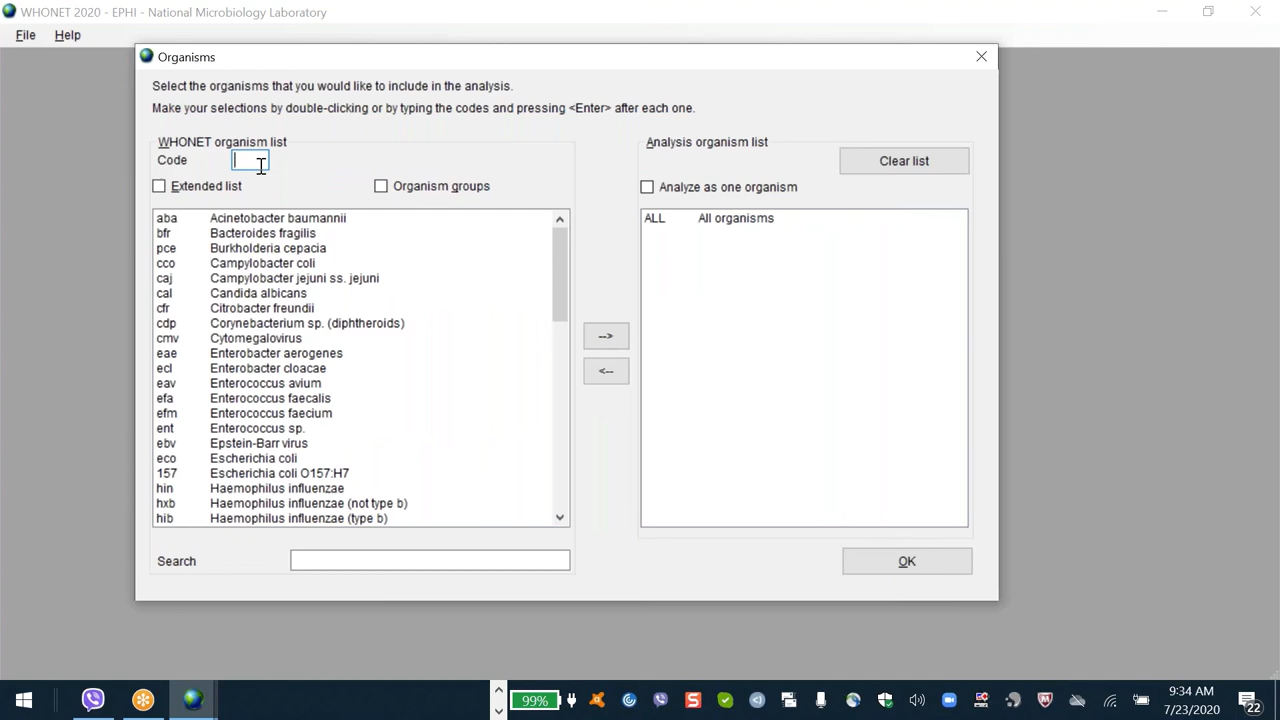 WHONET 2020 - EPHI - National Microbiology Laboratory
File Help
Organisms
Select the organisms that you would like to include in the analysis.
Make your selections by double-clicking or by typing the codes and pressing <Enter> after each one.
WHONET organism list
Code
Extended list
Organism groups
aba Acinetobacter baumannii
bfr Bacteroides fragilis
pce Burkholderia cepacia
cco Campylobacter coli
caj Campylobacter jejuni ss. jejuni
cal Candida albicans
cfr Citrobacter freundii
cdp Corynebacterium sp. (diphtheroids)
cmv Cytomegalovirus
eae Enterobacter aerogenes
ecl Enterobacter cloacae
eav Enterococcus avium
efa Enterococcus faecalis
efm Enterococcus faecium
ent Enterococcus sp.
ebv Epstein-Barr virus
eco Escherichia coli
157 Escherichia coli O157:H7
hin Haemophilus influenzae
hxb Haemophilus influenzae (not type b)
hib Haemophilus influenzae (type b)
Search
-->
<--
Analysis organism list
Clear list
Analyze as one organism
ALL All organisms
OK
99%
9:34 AM
7/23/2020
22